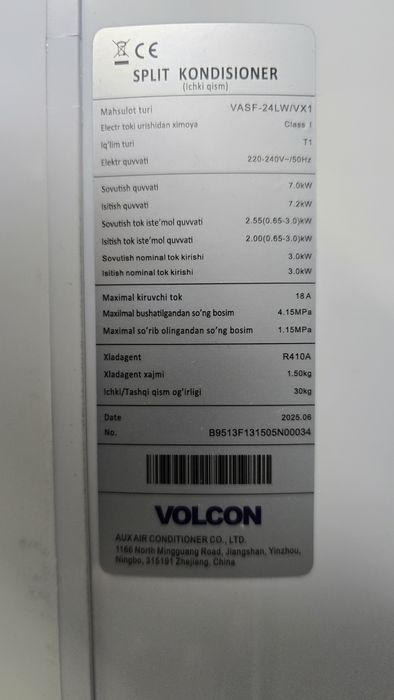 CE
SPLIT KONDISIONER
(Ichki qism)
Mahsulot turi VASF-24LW/VX1
Electr toki urishidan ximoya Class I
Iq'lim turi T1
Elektr quvvati 220-240V~/50Hz
Sovutish quvvati 7.0kW
Isitish quvvati 7.2kW
Sovutish tok iste'mol quvvati 2.55(0.65-3.0)kW
Isitish tok iste'mol quvvati 2.00(0.65-3.0)kW
Sovutish nominal tok kirishi 3.0kW
Isitish nominal tok kirishi 3.0kW
Maximal kiruvchi tok 18A
Maxilmal bushatilgandan so'ng bosim 4.15MPa
Maximal so'rib olingandan so'ng bosim 1.15MPa
Xladagent R410A
Xladagent xajmi 1.50kg
Ichki/Tashqi qism og'irligi 30kg
Date 2025.06
No. B9513F131505N00034
VOLCON
AUX AIR CONDITIONER CO., LTD.
1166 North Mingguang Road, Jiangshan, Yinzhou,
Ningbo, 315191 Zhejiang, China